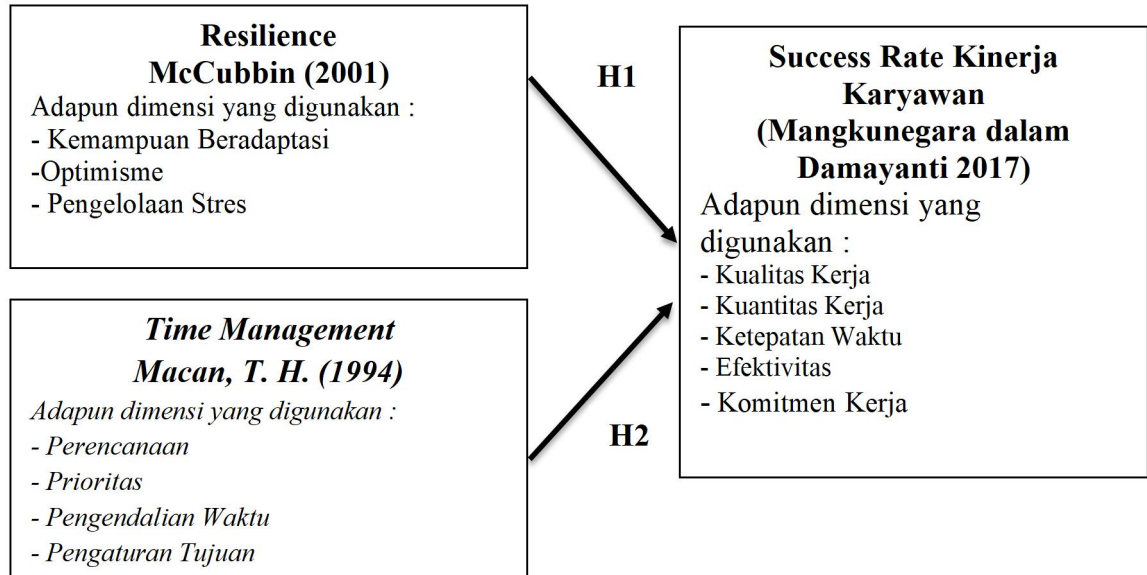 Resilience
McCubbin (2001)
Adapun dimensi yang digunakan :
- Kemampuan Beradaptasi
-Optimisme
- Pengelolaan Stres
H1
Time Management
Macan, T. H. (1994)
Adapun dimensi yang digunakan :
- Perencanaan
- Prioritas
- Pengendalian Waktu
- Pengaturan Tujuan
H2
Success Rate Kinerja
Karyawan
(Mangkunegara dalam
Damayanti 2017)
Adapun dimensi yang
digunakan :
- Kualitas Kerja
- Kuantitas Kerja
- Ketepatan Waktu
- Efektivitas
- Komitmen Kerja